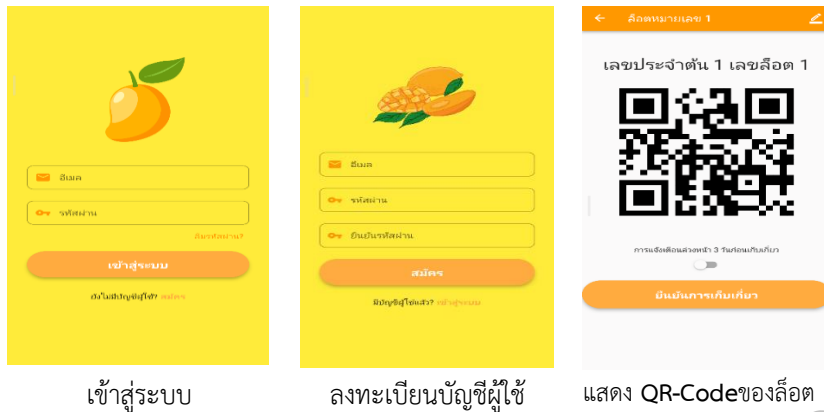 อีเมล
รหัสผ่าน
ลืมรหัสผ่าน?
เข้าสู่ระบบ
ยังไม่มีบัญชีผู้ใช้? สมัคร
เข้าสู่ระบบ
อีเมล
รหัสผ่าน
ยืนยันรหัสผ่าน
สมัคร
มีบัญชีผู้ใช้แล้ว? เข้าสู่ระบบ
ลงทะเบียนบัญชีผู้ใช้
ล็อตหมายเลข 1
เลขประจำต้น 1 เลขล็อต 1
การแจ้งเตือนล่วงหน้า 3 วันก่อนเก็บเกี่ยว
ยืนยันการเก็บเกี่ยว
แสดง QR-Codeของล็อต